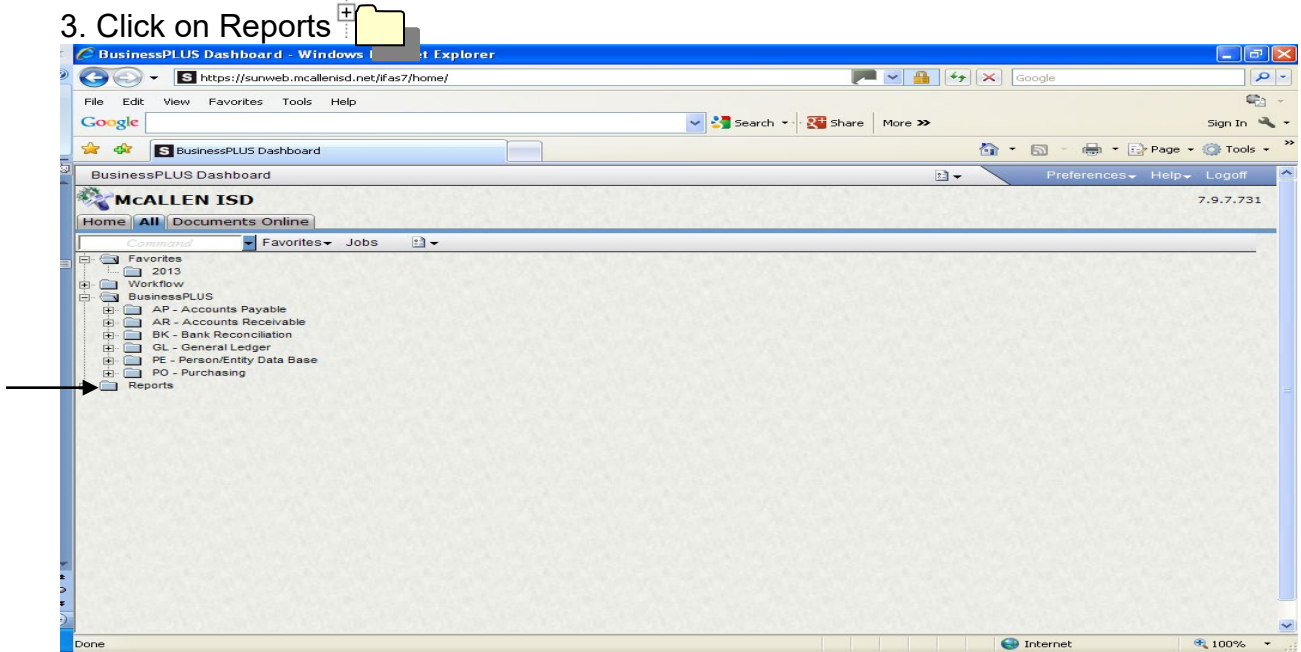 3. Click on Reports
BusinessPLUS Dashboard - Windows I et Explorer
https://sunweb.mcallenisd.net/ifas7/home/
Google
File Edit View Favorites Tools Help
Google Search Share More >> Sign In
BusinessPLUS Dashboard Page Tools >>
BusinessPLUS Dashboard Preferences Help Logoff
McALLEN ISD 7.9.7.731
Home All Documents Online
Command Favorites Jobs
Favorites
2013
Workflow
BusinessPLUS
AP - Accounts Payable
AR - Accounts Receivable
BK - Bank Reconciliation
GL - General Ledger
PE - Person/Entity Data Base
PO - Purchasing
Reports
Done Internet 100%